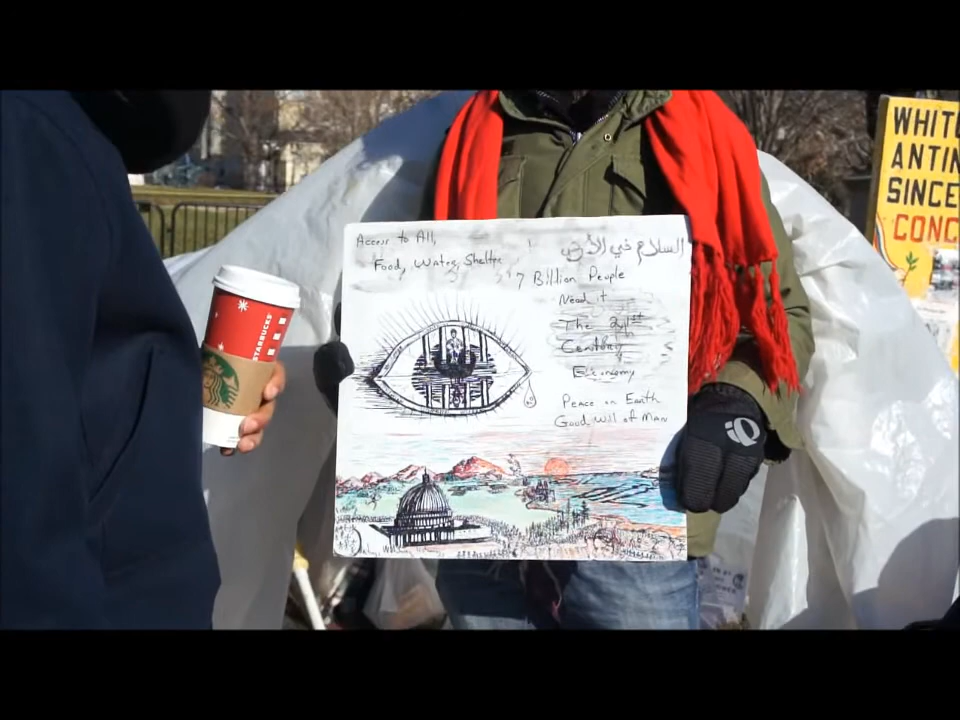 Access to All,
Food, Water, Shelter
السلام في الأرض
7 Billion People
Need it
The 21st
Century
Economy
Peace on Earth
Good Will of Man
STARBUCKS
WHITE
ANTIN
SINCE
CONC